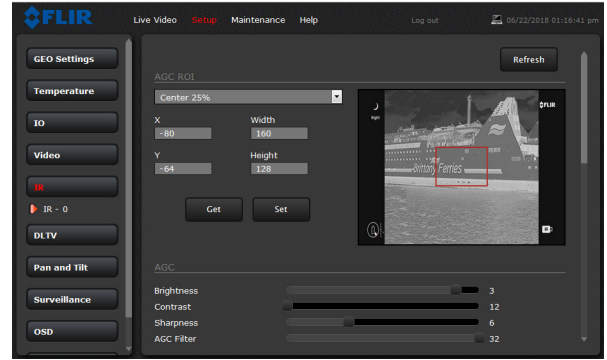 FLIR
Live Video Setup Maintenance Help Log out 06/22/2018 01:16:41 pm
GEO Settings
Temperature
IO
Video
IR
IR - 0
DLTV
Pan and Tilt
Surveillance
OSD
Refresh
AGC ROI
Center 25%
X Width
-80 160
Y Height
-64 128
Get Set
Night
FLIR
Brittany Ferries
AGC
Brightness 3
Contrast 12
Sharpness 6
AGC Filter 32